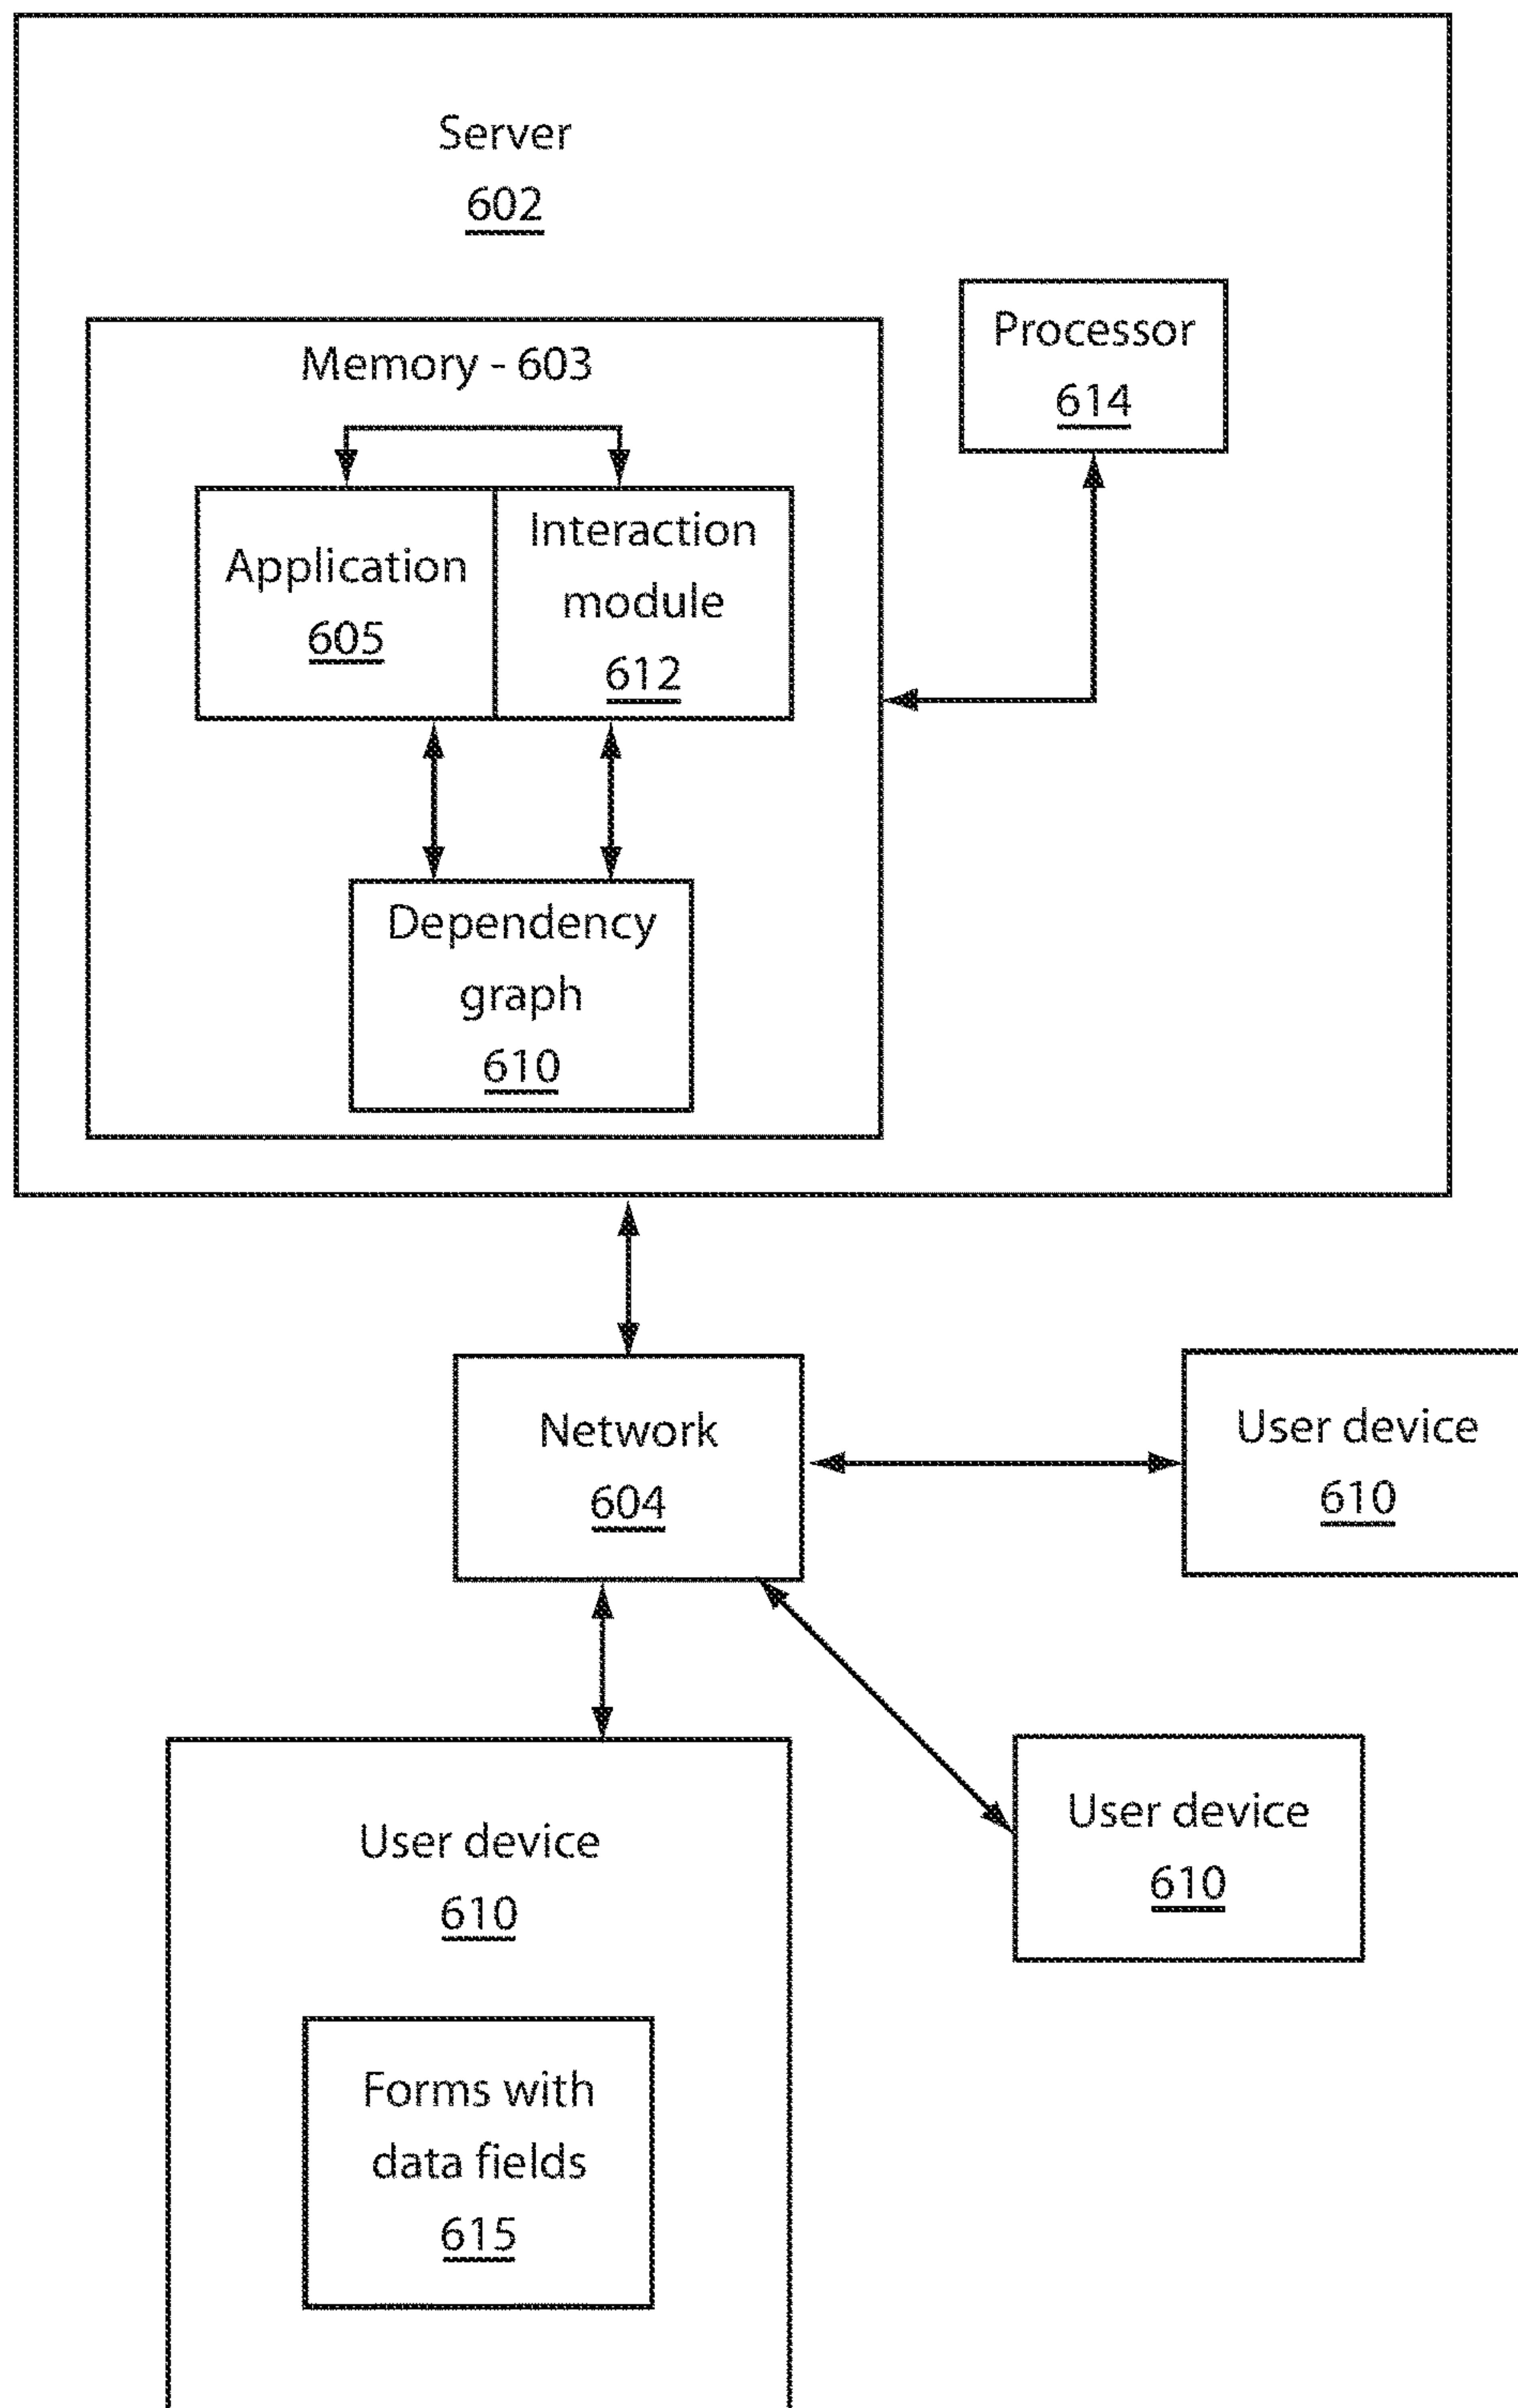 Server
602
Memory - 603
Processor
614
Application
605
Interaction
module
612
Dependency
graph
610
Network
604
User device
610
User device
610
User device
610
Forms with
data fields
615